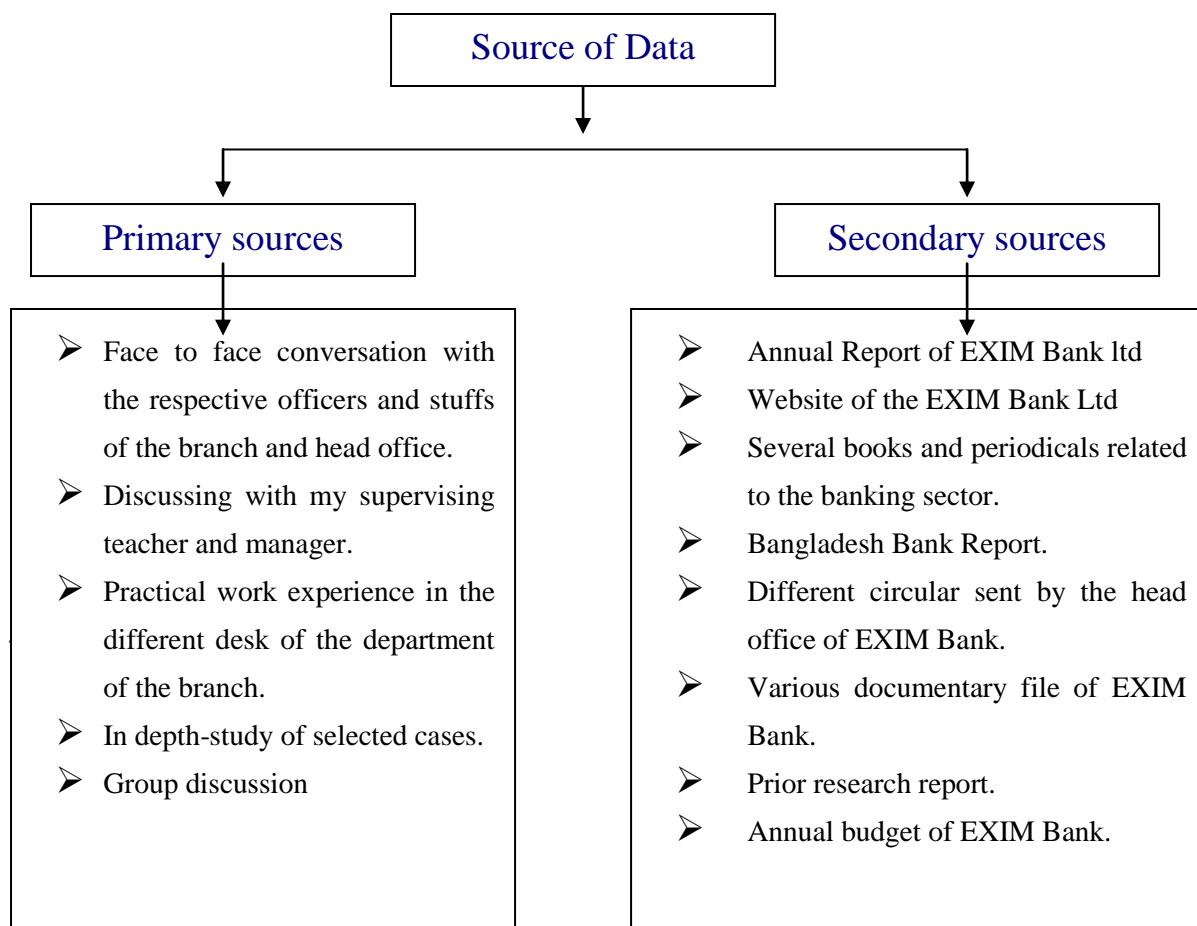 Source of Data
Primary sources
Secondary sources
➢ Face to face conversation with
the respective officers and stuffs
of the branch and head office.
➢ Discussing with my supervising
teacher and manager.
➢ Practical work experience in the
different desk of the department
of the branch.
➢ In depth-study of selected cases.
➢ Group discussion
➢ Annual Report of EXIM Bank ltd
➢ Website of the EXIM Bank Ltd
➢ Several books and periodicals related
to the banking sector.
➢ Bangladesh Bank Report.
➢ Different circular sent by the head
office of EXIM Bank.
➢ Various documentary file of EXIM
Bank.
➢ Prior research report.
➢ Annual budget of EXIM Bank.